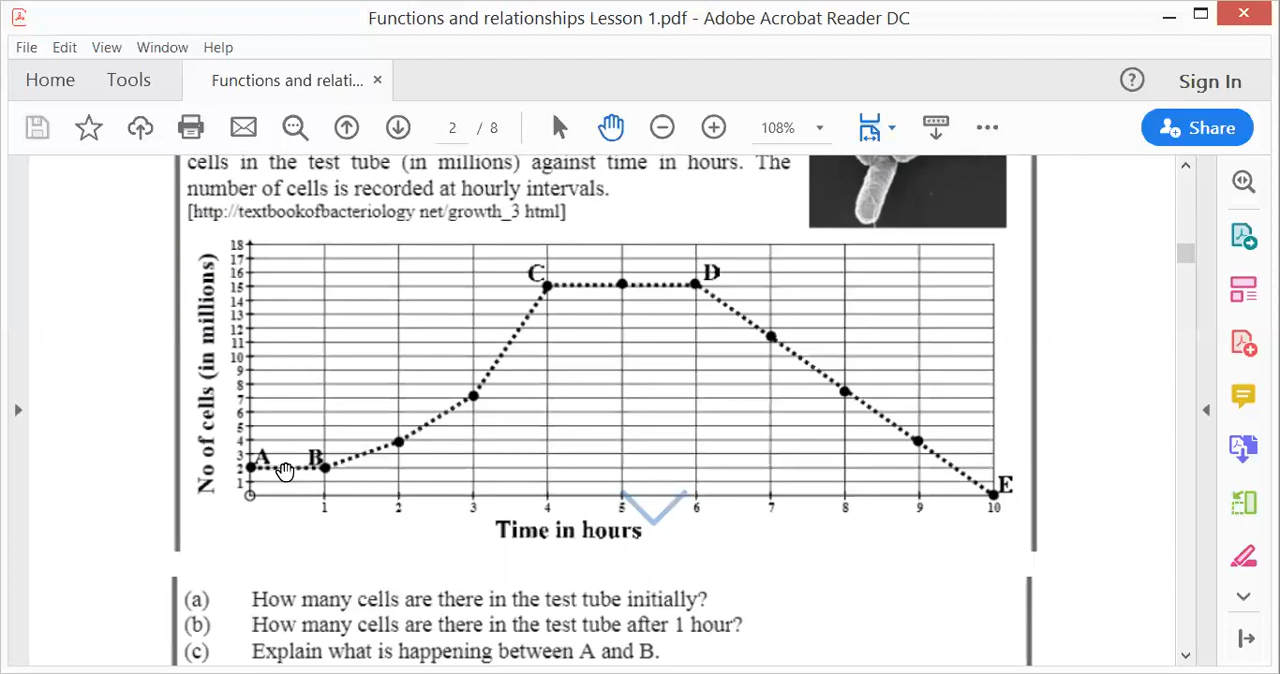 Functions and relationships Lesson 1.pdf - Adobe Acrobat Reader DC
File Edit View Window Help
Home Tools Functions and relati... × ? Sign In
2 / 8 108% Share
cells in the test tube (in millions) against time in hours. The
number of cells is recorded at hourly intervals.
[http://textbookofbacteriology net/growth_3 html]
No of cells (in millions)
18
17
16
15
14
13
12
11
10
9
8
7
6
5
4
3
2
1
C D
A B
E
1 2 3 4 5 6 7 8 9 10
Time in hours
(a) How many cells are there in the test tube initially?
(b) How many cells are there in the test tube after 1 hour?
(c) Explain what is happening between A and B.